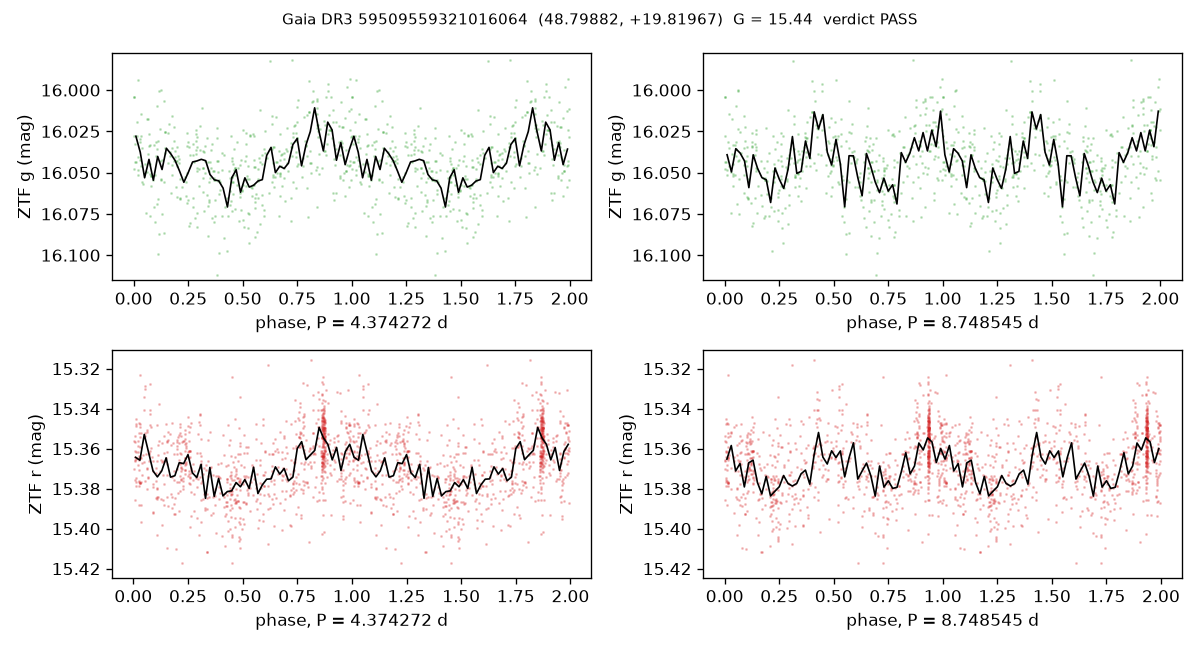 Gaia DR3 59509559321016064 (48.79882, +19.81967) G = 15.44 verdict PASS
16.000
16.025
16.050
16.075
16.100
ZTF g (mag)
0.00 0.25 0.50 0.75 1.00 1.25 1.50 1.75 2.00
phase, P = 4.374272 d
16.000
16.025
16.050
16.075
16.100
ZTF g (mag)
0.00 0.25 0.50 0.75 1.00 1.25 1.50 1.75 2.00
phase, P = 8.748545 d
15.32
15.34
15.36
15.38
15.40
15.42
ZTF r (mag)
0.00 0.25 0.50 0.75 1.00 1.25 1.50 1.75 2.00
phase, P = 4.374272 d
15.32
15.34
15.36
15.38
15.40
15.42
ZTF r (mag)
0.00 0.25 0.50 0.75 1.00 1.25 1.50 1.75 2.00
phase, P = 8.748545 d